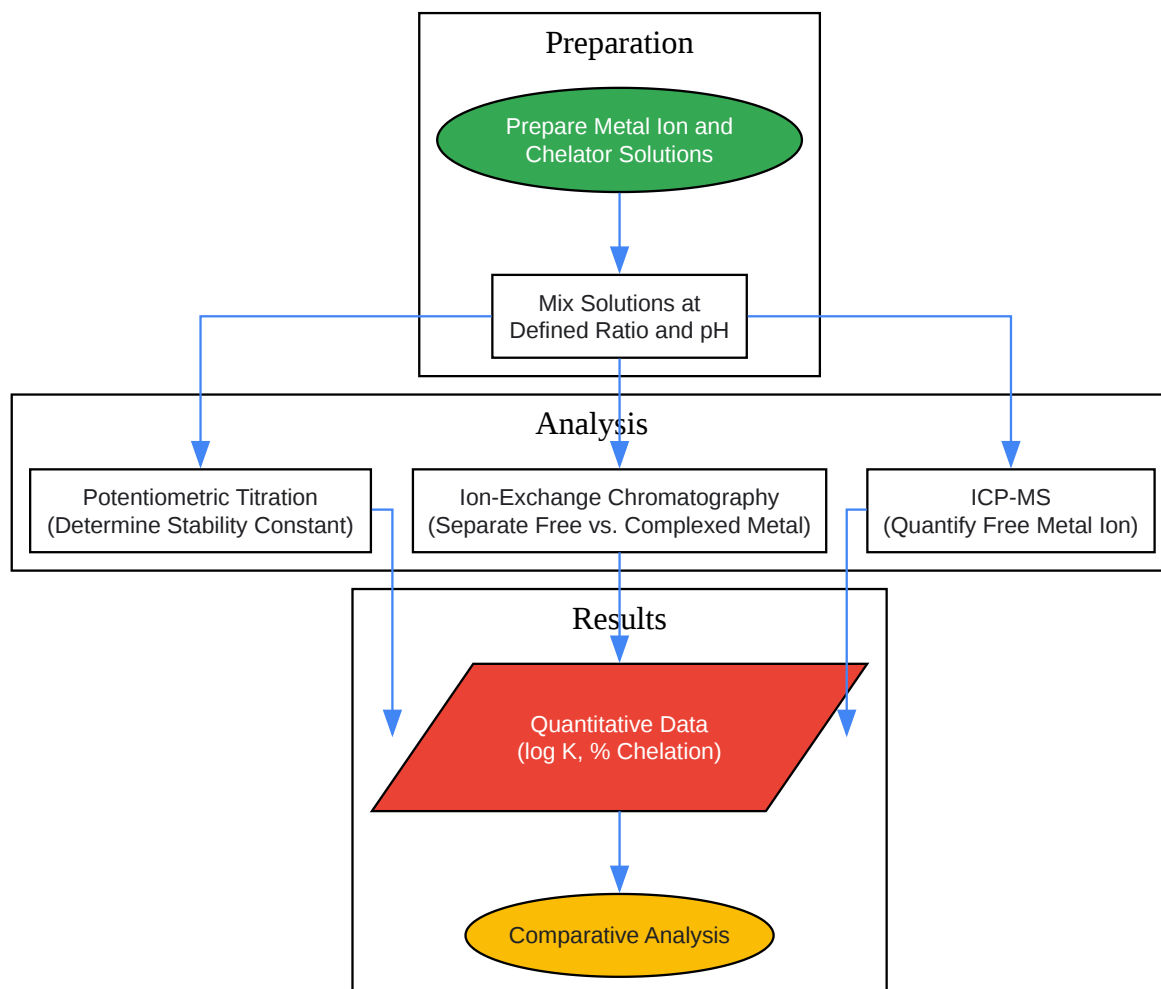 Preparation
Prepare Metal Ion and
Chelator Solutions
Mix Solutions at
Defined Ratio and pH
Analysis
Potentiometric Titration
(Determine Stability Constant)
Ion-Exchange Chromatography
(Separate Free vs. Complexed Metal)
ICP-MS
(Quantify Free Metal Ion)
Results
Quantitative Data
(log K, % Chelation)
Comparative Analysis